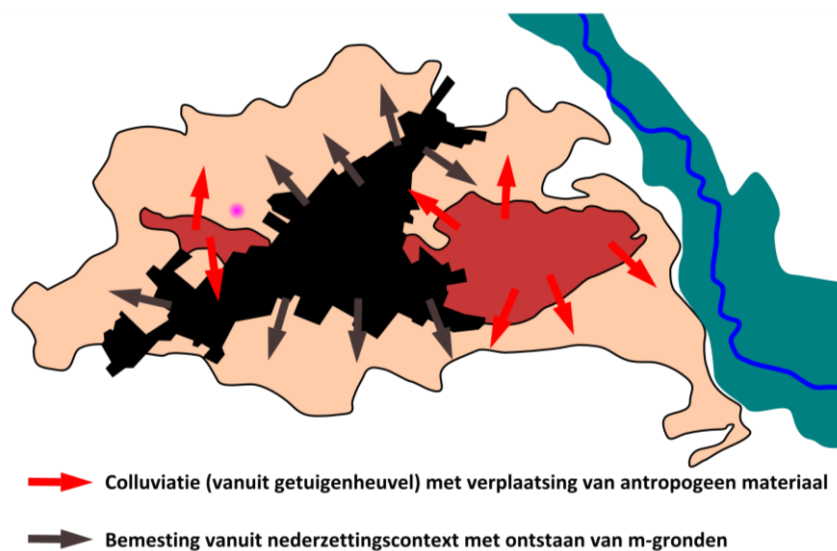 Colluviatie (vanuit getuigenheuvel) met verplaatsing van antropogeen materiaal
Bemesting vanuit nederzettingscontext met ontstaan van m-gronden